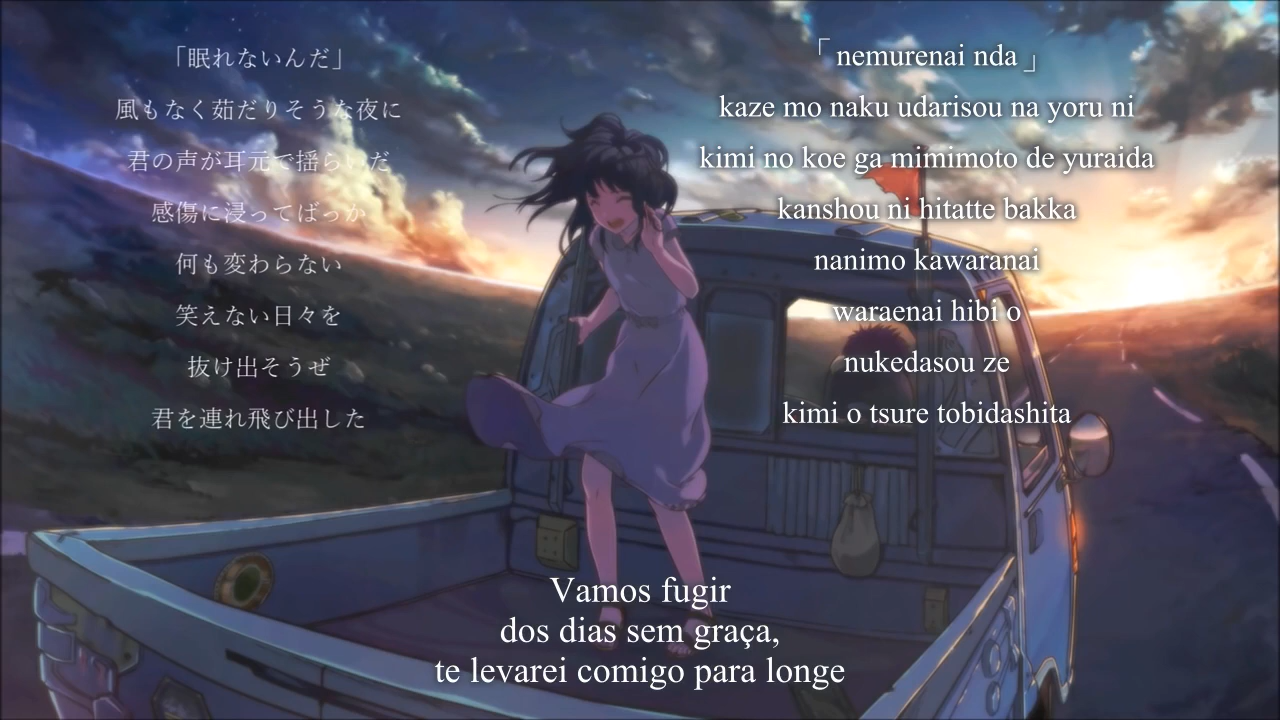 「眠れないんだ」
風もなく茹だりそうな夜に
君の声が耳元で揺らいだ
感傷に浸ってばっか
何も変わらない
笑えない日々を
抜け出そうぜ
君を連れ飛び出した
「nemurenai nda」
kaze mo naku udarisou na yoru ni
kimi no koe ga mimimoto de yuraida
kanshou ni hitatte bakka
nanimo kawaranai
waraenai hibi o
nukedasou ze
kimi o tsure tobidashita
Vamos fugir
dos dias sem graça,
te levarei comigo para longe